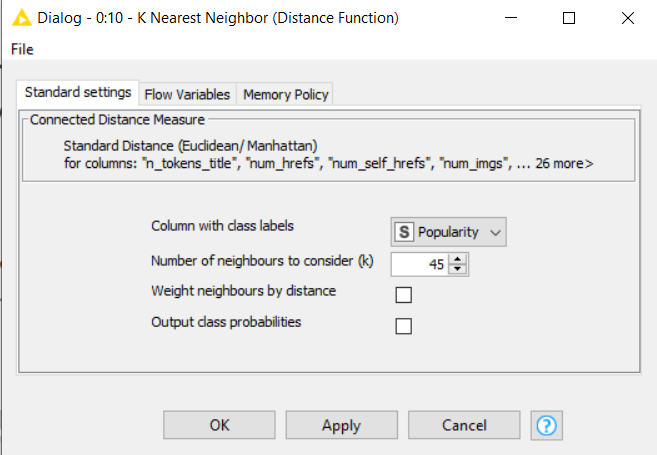 Dialog - 0:10 - K Nearest Neighbor (Distance Function)
File
Standard settings Flow Variables Memory Policy
Connected Distance Measure
Standard Distance (Euclidean/ Manhattan)
for columns: "n_tokens_title", "num_hrefs", "num_self_hrefs", "num_imgs", ... 26 more>
Column with class labels S Popularity
Number of neighbours to consider (k) 45
Weight neighbours by distance
Output class probabilities
OK Apply Cancel ?